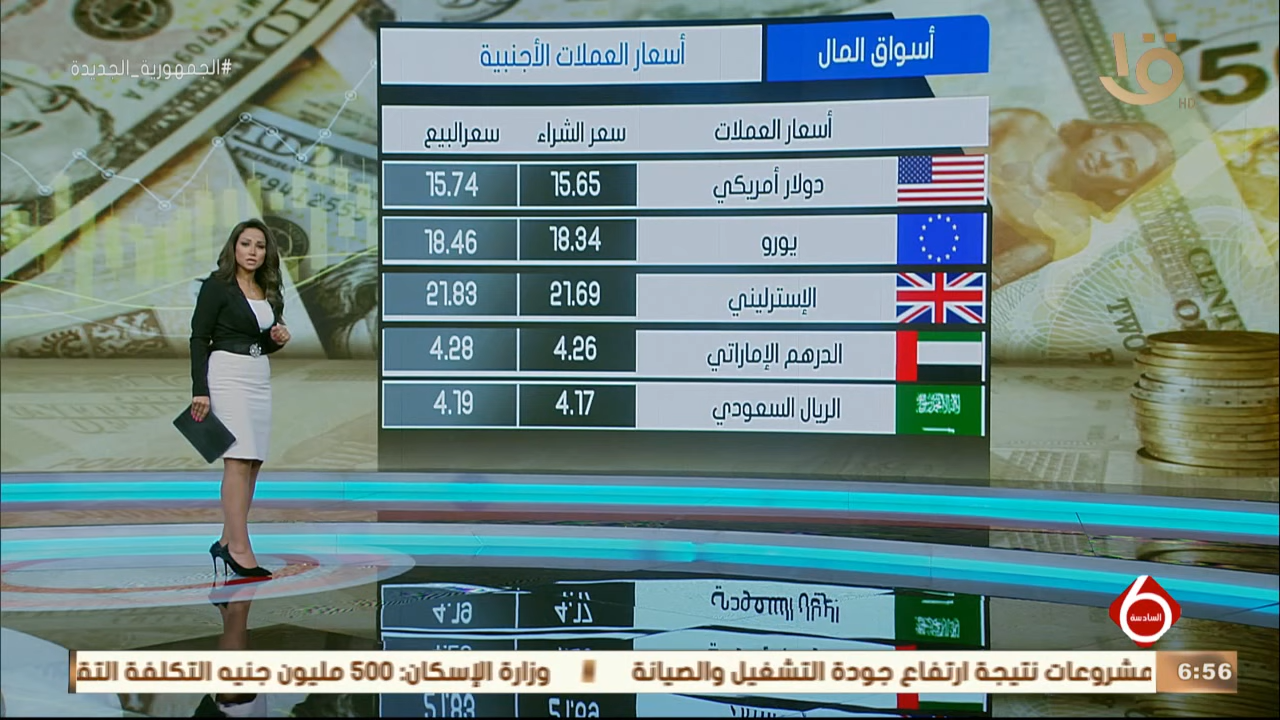 #الجمهورية_الجديدة
HD
أسواق المال
أسعار العملات الأجنبية
أسعار العملات سعر الشراء سعرالبيع
دولار أمريكي 15.65 15.74
يورو 18.34 18.46
الإسترليني 21.69 21.83
الدرهم الإماراتي 4.26 4.28
الريال السعودي 4.17 4.19
6
السادسة
6:56
مشروعات نتيجة ارتفاع جودة التشغيل والصيانة وزارة الإسكان: 500 مليون جنيه التكلفة